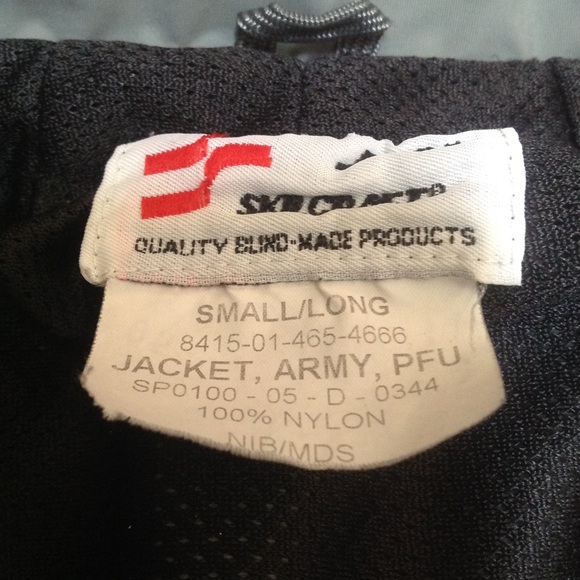 SKILCRAFT®
QUALITY BLIND-MADE PRODUCTS
SMALL/LONG
8415-01-465-4666
JACKET, ARMY, PFU
SP0100 - 05 - D - 0344
100% NYLON
NIB/MDS